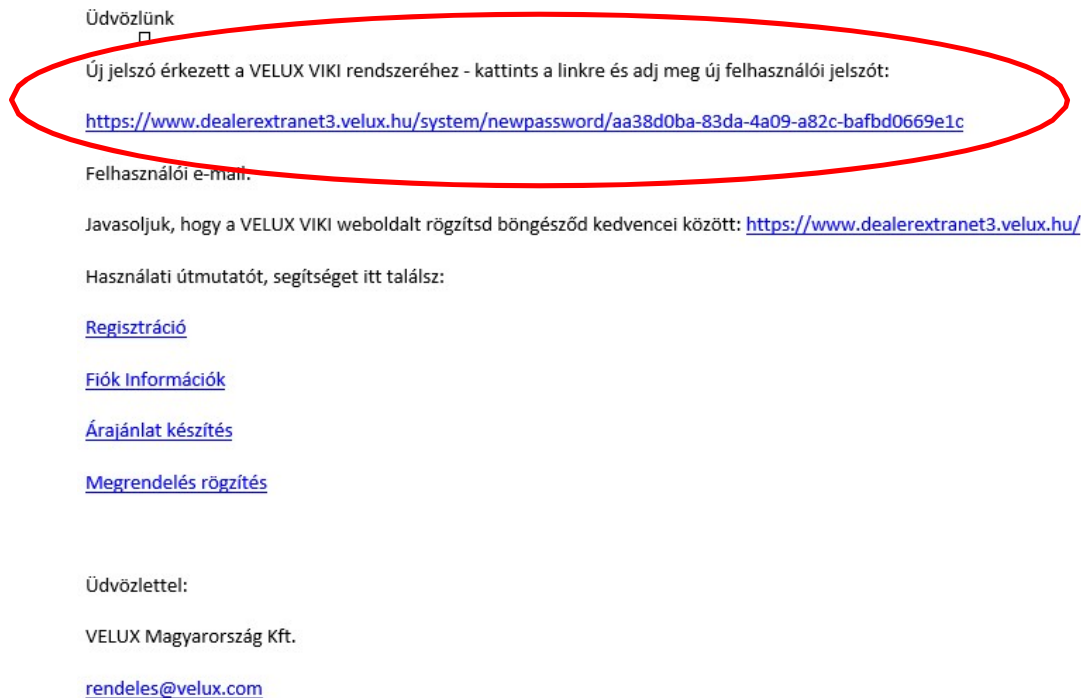 Üdvözlünk
Új jelszó érkezett a VELUX VIKI rendszeréhez - kattints a linkre és adj meg új felhasználói jelszót:
https://www.dealerextranet3.velux.hu/system/newpassword/aa38d0ba-83da-4a09-a82c-bafbd0669e1c
Felhasználói e-mail:
Javasoljuk, hogy a VELUX VIKI weboldalt rögzítsd böngésződ kedvencei között: https://www.dealerextranet3.velux.hu/
Használati útmutatót, segítséget itt találsz:
Regisztráció
Fiók Információk
Árajánlat készítés
Megrendelés rögzítés
Üdvözlettel:
VELUX Magyarország Kft.
rendeles@velux.com